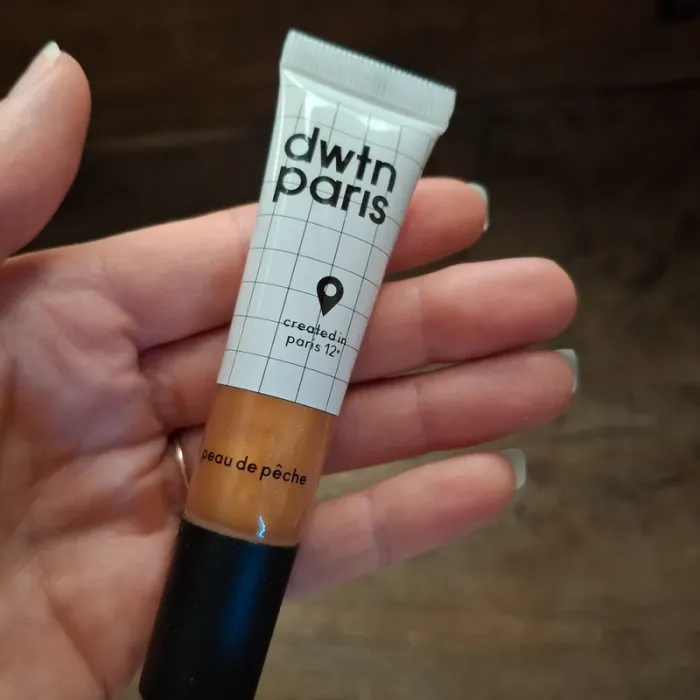 dwtn
paris
created in
paris 12e
peau de pêche